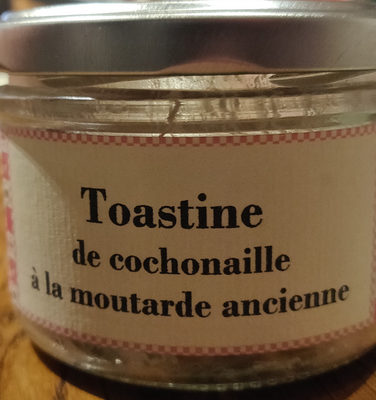 Toastine
de cochonaille
à la moutarde ancienne